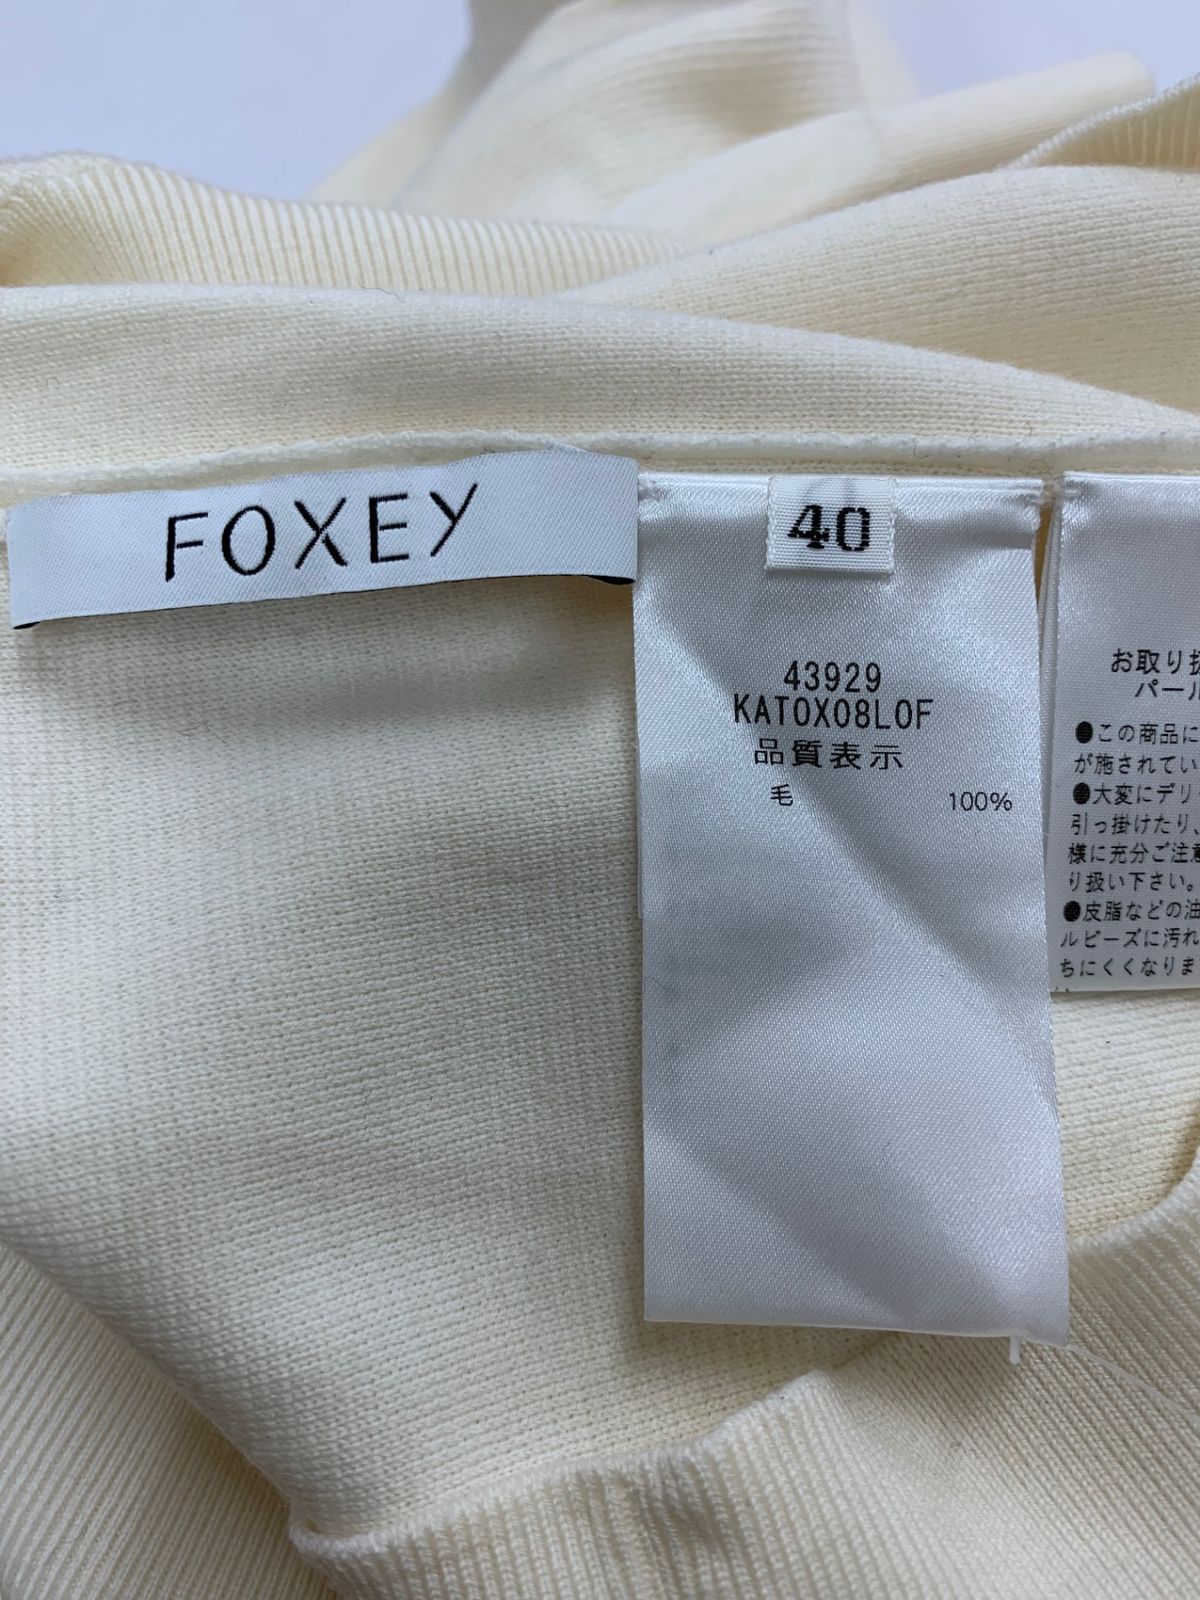 FOXEY
40
43929
KATOX08LOF
品質表示
毛 100%
お取り扱
パール
●この商品に
が施されてい
●大変にデリ
引っ掛けたり、
様に充分ご注意
り扱い下さい。
●皮脂などの油
ルビーズに汚れ
ちにくくなりま